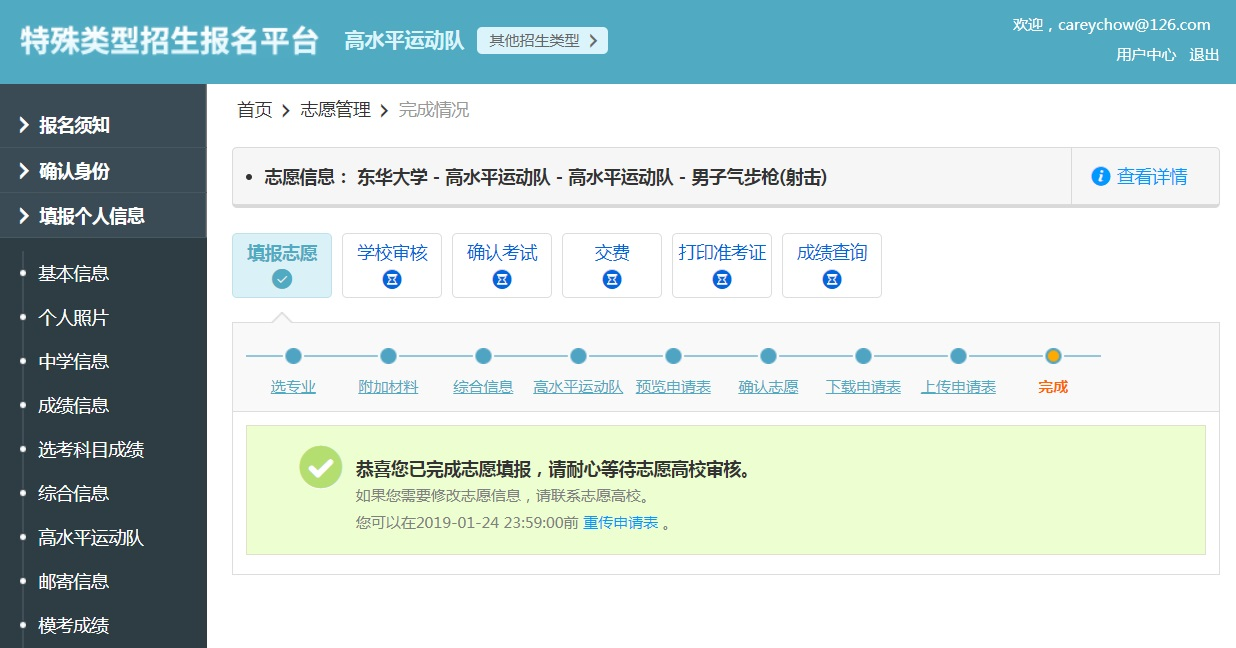 特殊类型招生报名平台
高水平运动队
其他招生类型
欢迎，careychow@126.com
用户中心 退出
报名须知
确认身份
填报个人信息
基本信息
个人照片
中学信息
成绩信息
选考科目成绩
综合信息
高水平运动队
邮寄信息
模考成绩
首页 > 志愿管理 > 完成情况
志愿信息： 东华大学 - 高水平运动队 - 高水平运动队 - 男子气步枪(射击)
查看详情
填报志愿
学校审核
确认考试
交费
打印准考证
成绩查询
选专业
附加材料
综合信息
高水平运动队
预览申请表
确认志愿
下载申请表
上传申请表
完成
恭喜您已完成志愿填报，请耐心等待志愿高校审核。
如果您需要修改志愿信息，请联系志愿高校。
您可以在2019-01-24 23:59:00前 重传申请表 。